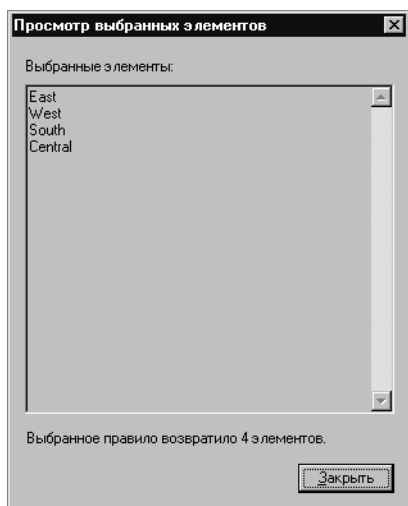 Просмотр выбранных элементов
Выбранные элементы:
East
West
South
Central
Выбранное правило возвратило 4 элементов.
Закрыть